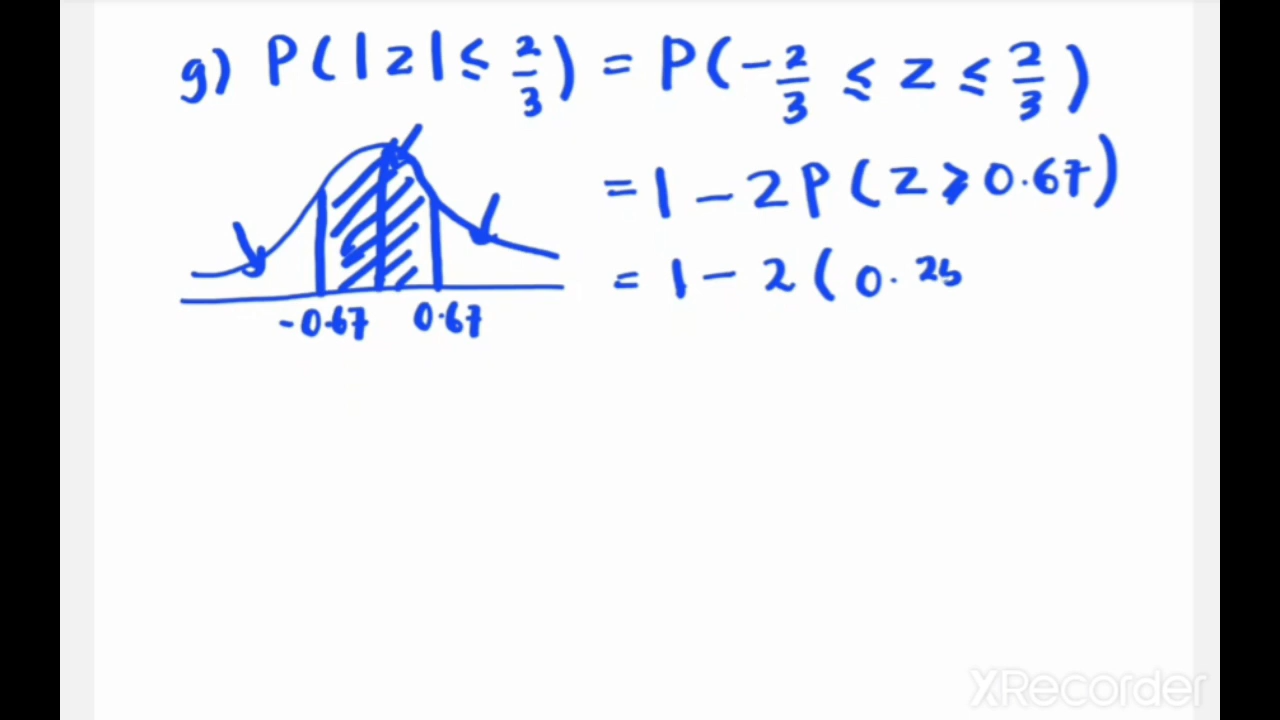 g) P(|z| ≤ 2/3) = P(-2/3 ≤ z ≤ 2/3)
= 1 - 2P(z ≥ 0.67)
= 1 - 2(0.25
-0.67 0.67
XRecorder